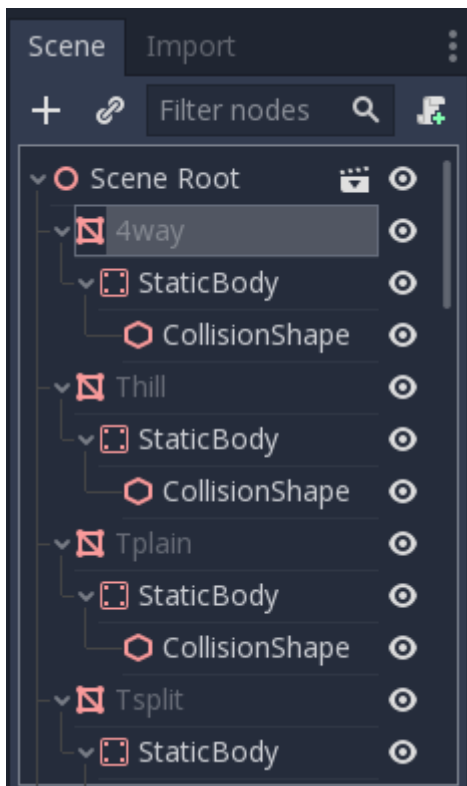 Scene Import
Filter nodes
Scene Root
4way
StaticBody
CollisionShape
Thill
StaticBody
CollisionShape
Tplain
StaticBody
CollisionShape
Tsplit
StaticBody